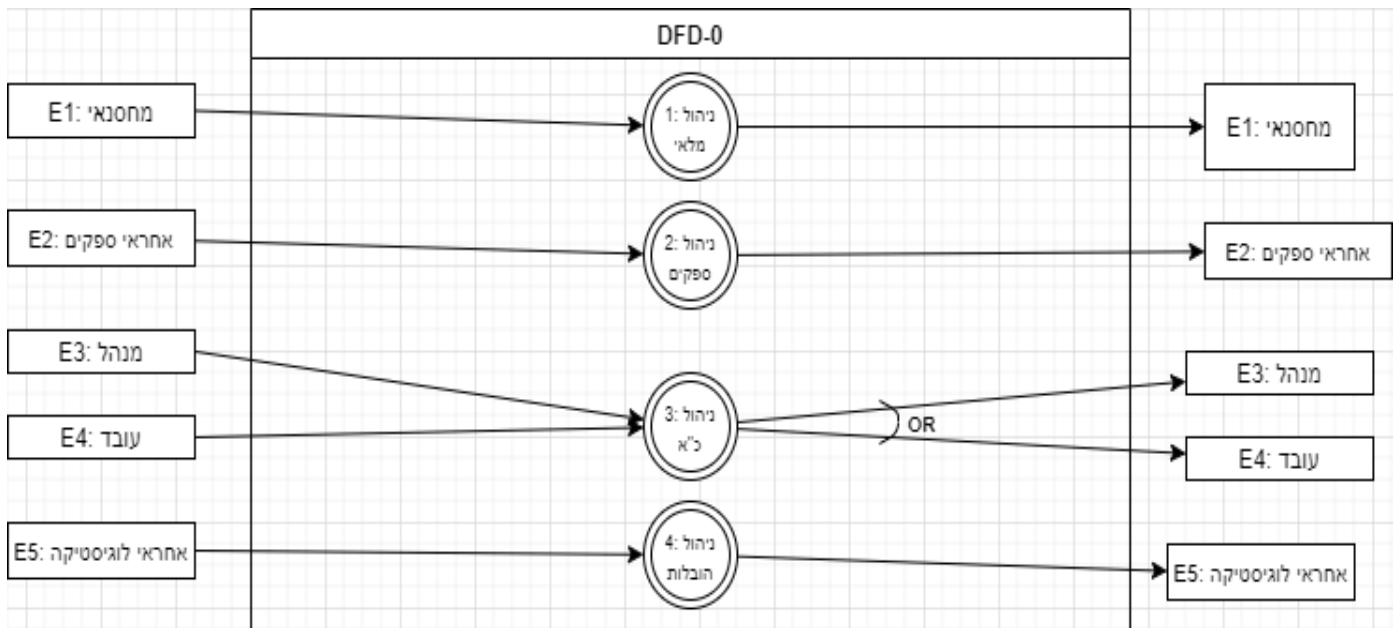 DFD-0
E1: מחסנאי
1: ניהול
מלאי
E1: מחסנאי
E2: אחראי ספקים
2: ניהול
ספקים
E2: אחראי ספקים
E3: מנהל
E4: עובד
3: ניהול
כ"א
OR
E3: מנהל
E4: עובד
E5: אחראי לוגיסטיקה
4: ניהול
הובלות
E5: אחראי לוגיסטיקה